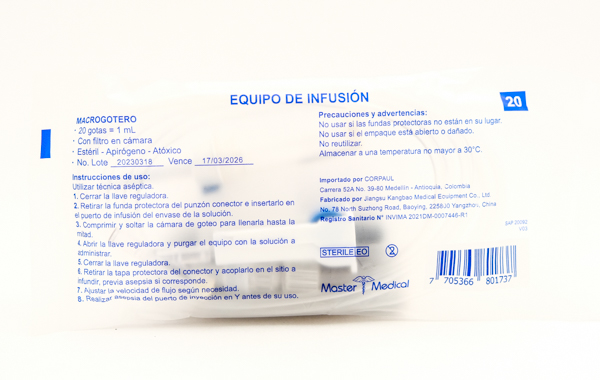 EQUIPO DE INFUSIÓN
20
MACROGOTERO
· 20 gotas = 1 mL
· Con filtro en cámara
· Estéril - Apirógeno - Atóxico
· No. Lote 20230318 Vence 17/03/2026
Instrucciones de uso:
Utilizar técnica aséptica.
1. Cerrar la llave reguladora.
2. Retirar la funda protectora del punzón conector e insertarlo en
el puerto de infusión del envase de la solución.
3. Comprimir y soltar la cámara de goteo para llenarla hasta la
mitad.
4. Abrir la llave reguladora y purgar el equipo con la solución a
administrar.
5. Cerrar la llave reguladora.
6. Retirar la tapa protectora del conector y acoplarlo en el sitio a
infundir, previa asepsia si corresponde.
7. Ajustar la velocidad de flujo según necesidad.
8. Realizar asepsia del puerto de inyección en Y antes de su uso.
Precauciones y advertencias:
No usar si las fundas protectoras no están en su lugar.
No usar si el empaque está abierto o dañado.
No reutilizar.
Almacenar a una temperatura no mayor a 30°C.
Importado por CORPAUL
Carrera 52A No. 39-80 Medellín - Antioquia, Colombia
Fabricado por Jiangsu Kangbao Medical Equipment Co., Ltd
No. 78 North Suzhong Road, Baoying, 2258J0 Yangzhou, China
Registro Sanitario N° INVIMA 2021DM-0007446-R1
V02
STERILE EO
2
Master Medical
7 705366 801737